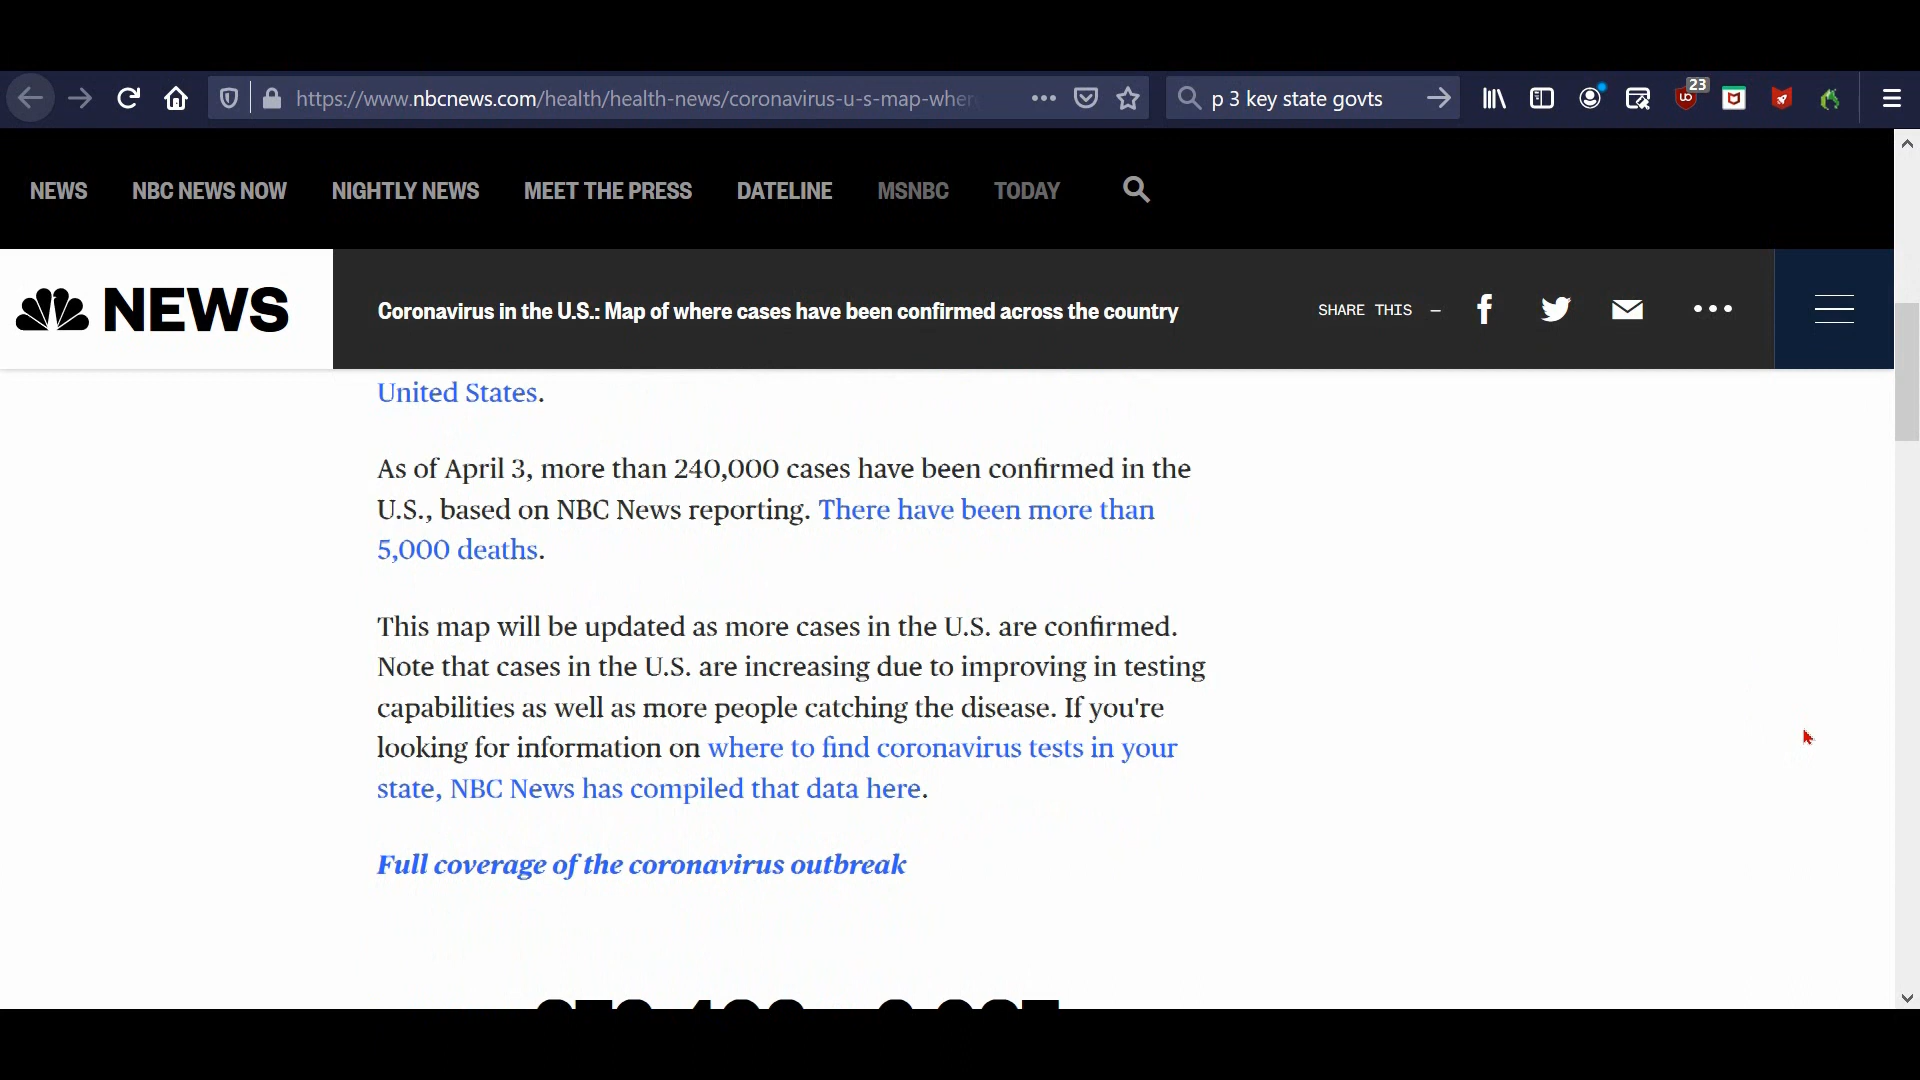 https://www.nbcnews.com/health/health-news/coronavirus-u-s-map-wher
p 3 key state govts
23
NEWS NBC NEWS NOW NIGHTLY NEWS MEET THE PRESS DATELINE MSNBC TODAY
NEWS
Coronavirus in the U.S.: Map of where cases have been confirmed across the country
SHARE THIS –
United States.
As of April 3, more than 240,000 cases have been confirmed in the
U.S., based on NBC News reporting. There have been more than
5,000 deaths.
This map will be updated as more cases in the U.S. are confirmed.
Note that cases in the U.S. are increasing due to improving in testing
capabilities as well as more people catching the disease. If you're
looking for information on where to find coronavirus tests in your
state, NBC News has compiled that data here.
Full coverage of the coronavirus outbreak